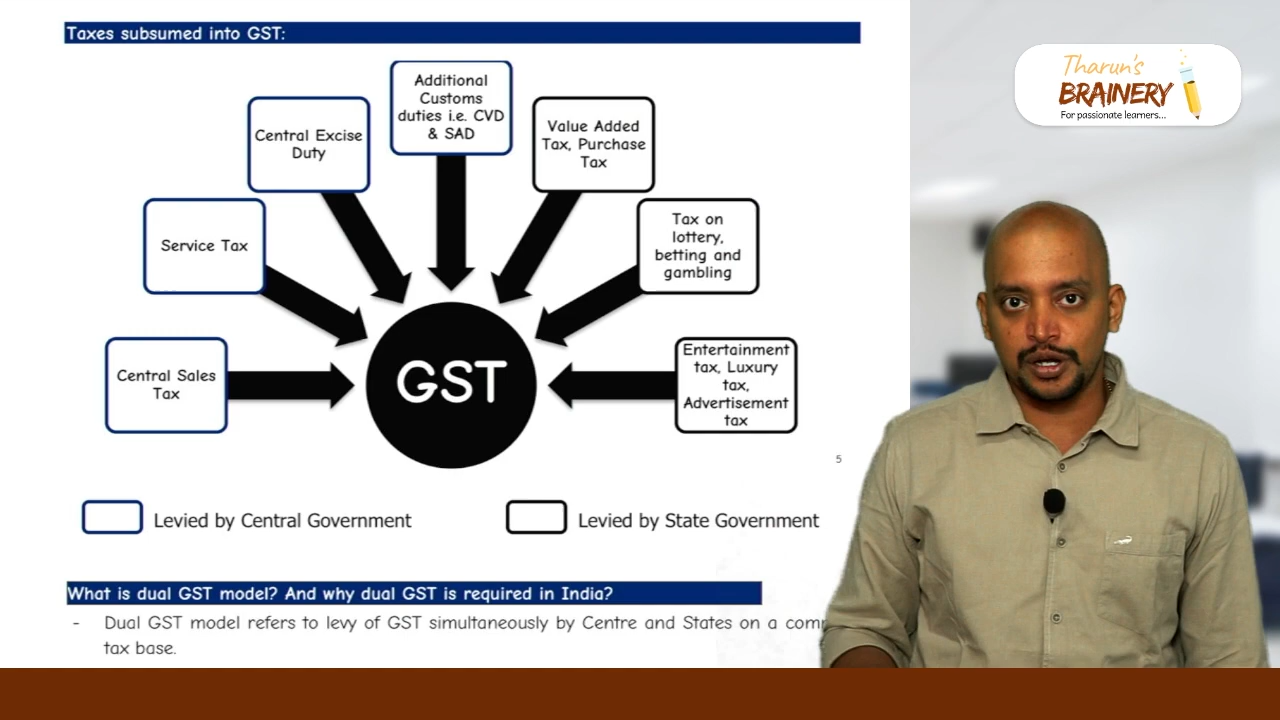 Taxes subsumed into GST:
Additional
Customs
duties i.e. CVD
& SAD
Central Excise
Duty
Value Added
Tax, Purchase
Tax
Service Tax
Tax on
lottery,
betting and
gambling
Central Sales
Tax
GST
Entertainment
tax, Luxury
tax,
Advertisement
tax
5
Levied by Central Government
Levied by State Government
What is dual GST model? And why dual GST is required in India?
- Dual GST model refers to levy of GST simultaneously by Centre and States on a
tax base.
Tharun's
BRAINERY
For passionate learners...